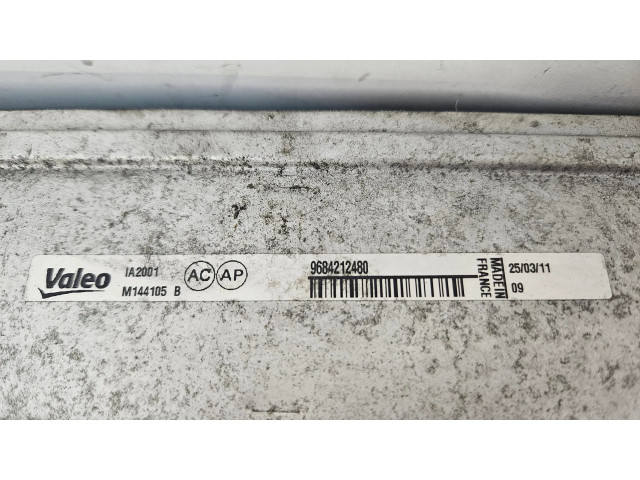 Valeo
IA2001
M144105 B
AC AP
9684212480
MADE IN
FRANCE
25/03/11
09